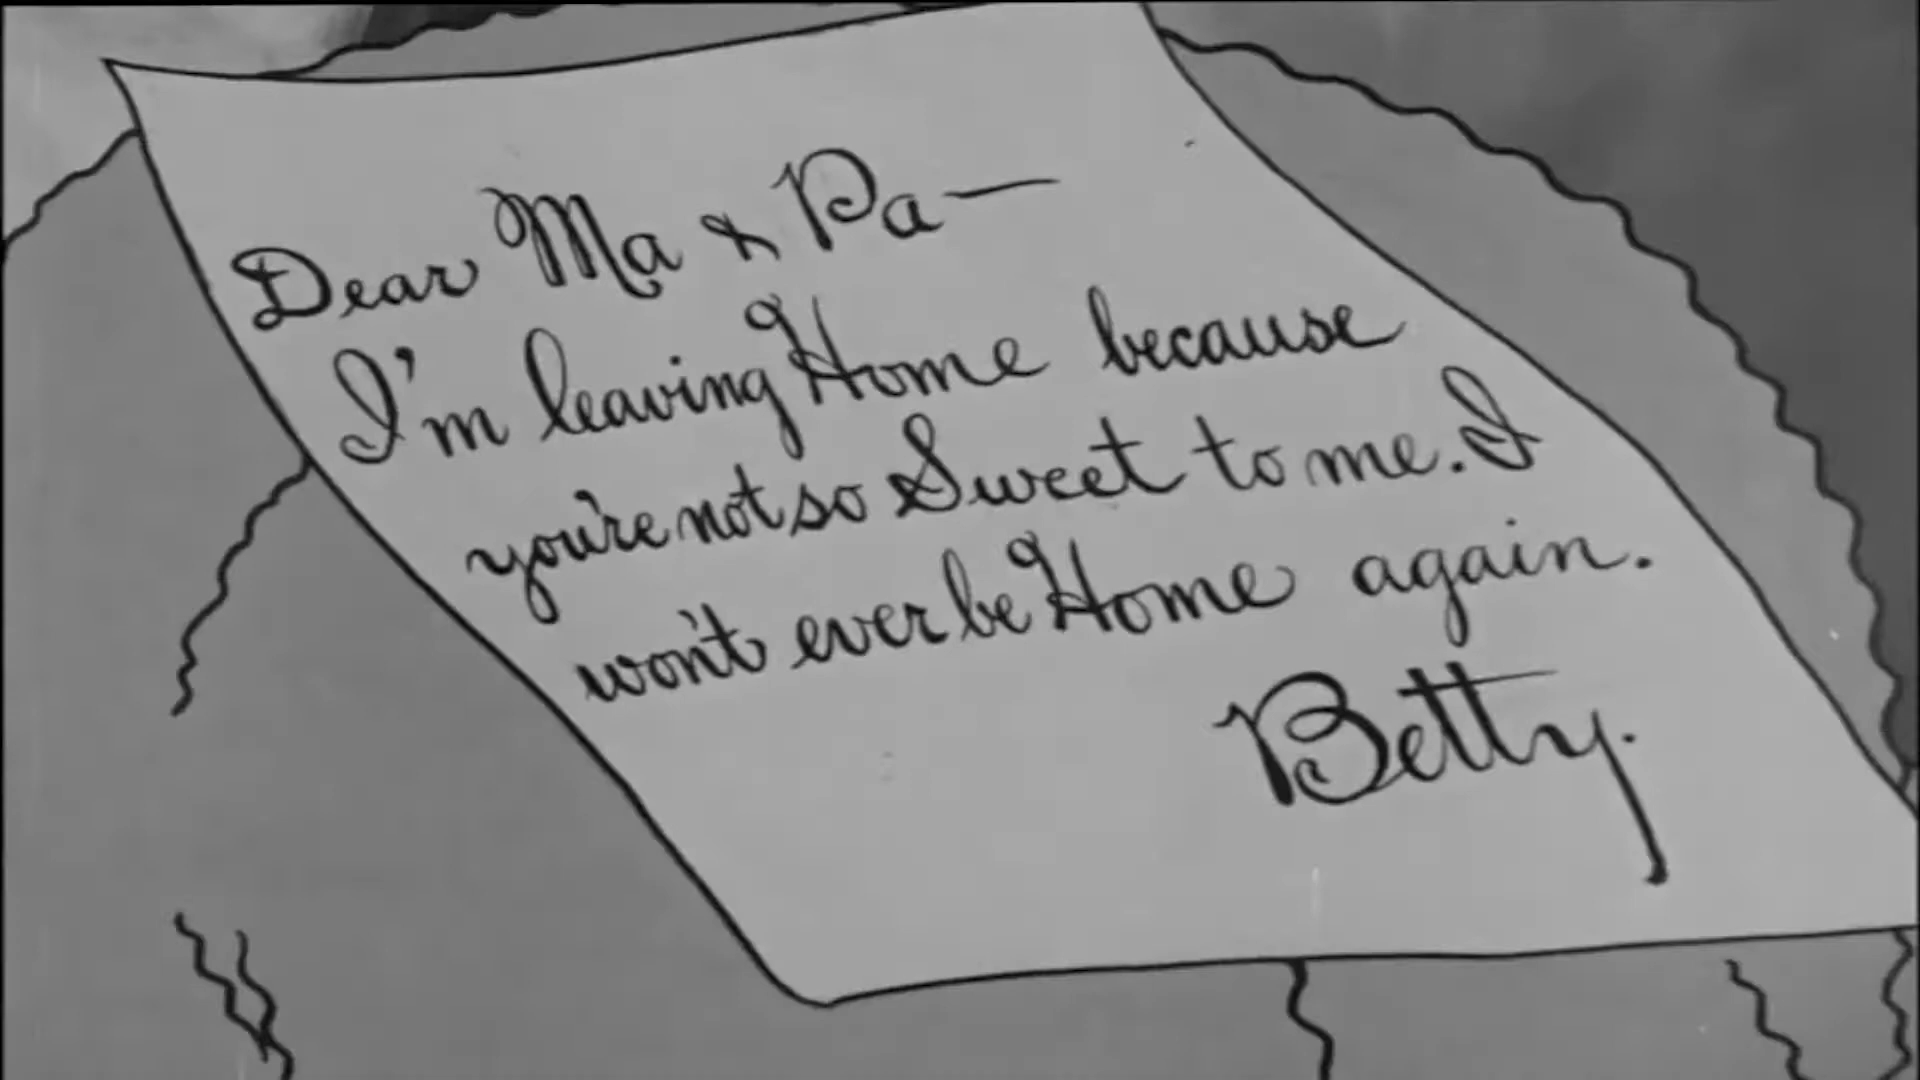 Dear Ma & Pa—
I'm leaving Home because
you're not so Sweet to me. I
won't ever be Home again.
Betty.